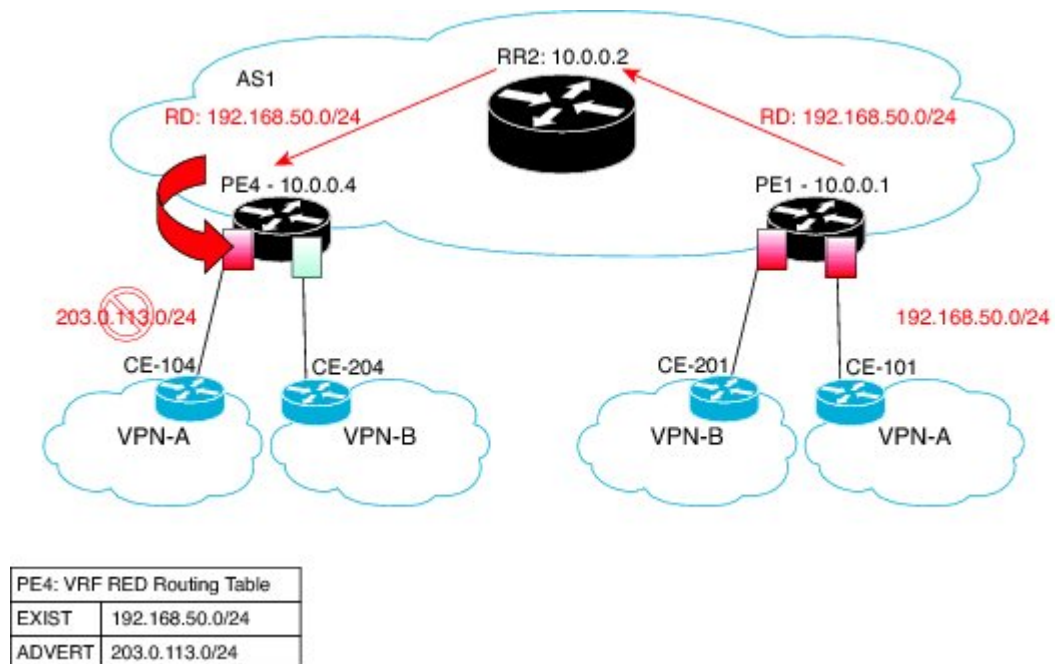 RR2: 10.0.0.2
AS1
RD: 192.168.50.0/24
RD: 192.168.50.0/24
PE4 - 10.0.0.4
PE1 - 10.0.0.1
203.0.113.0/24
192.168.50.0/24
CE-104
CE-204
CE-201
CE-101
VPN-A
VPN-B
VPN-B
VPN-A
PE4: VRF RED Routing Table
EXIST 192.168.50.0/24
ADVERT 203.0.113.0/24